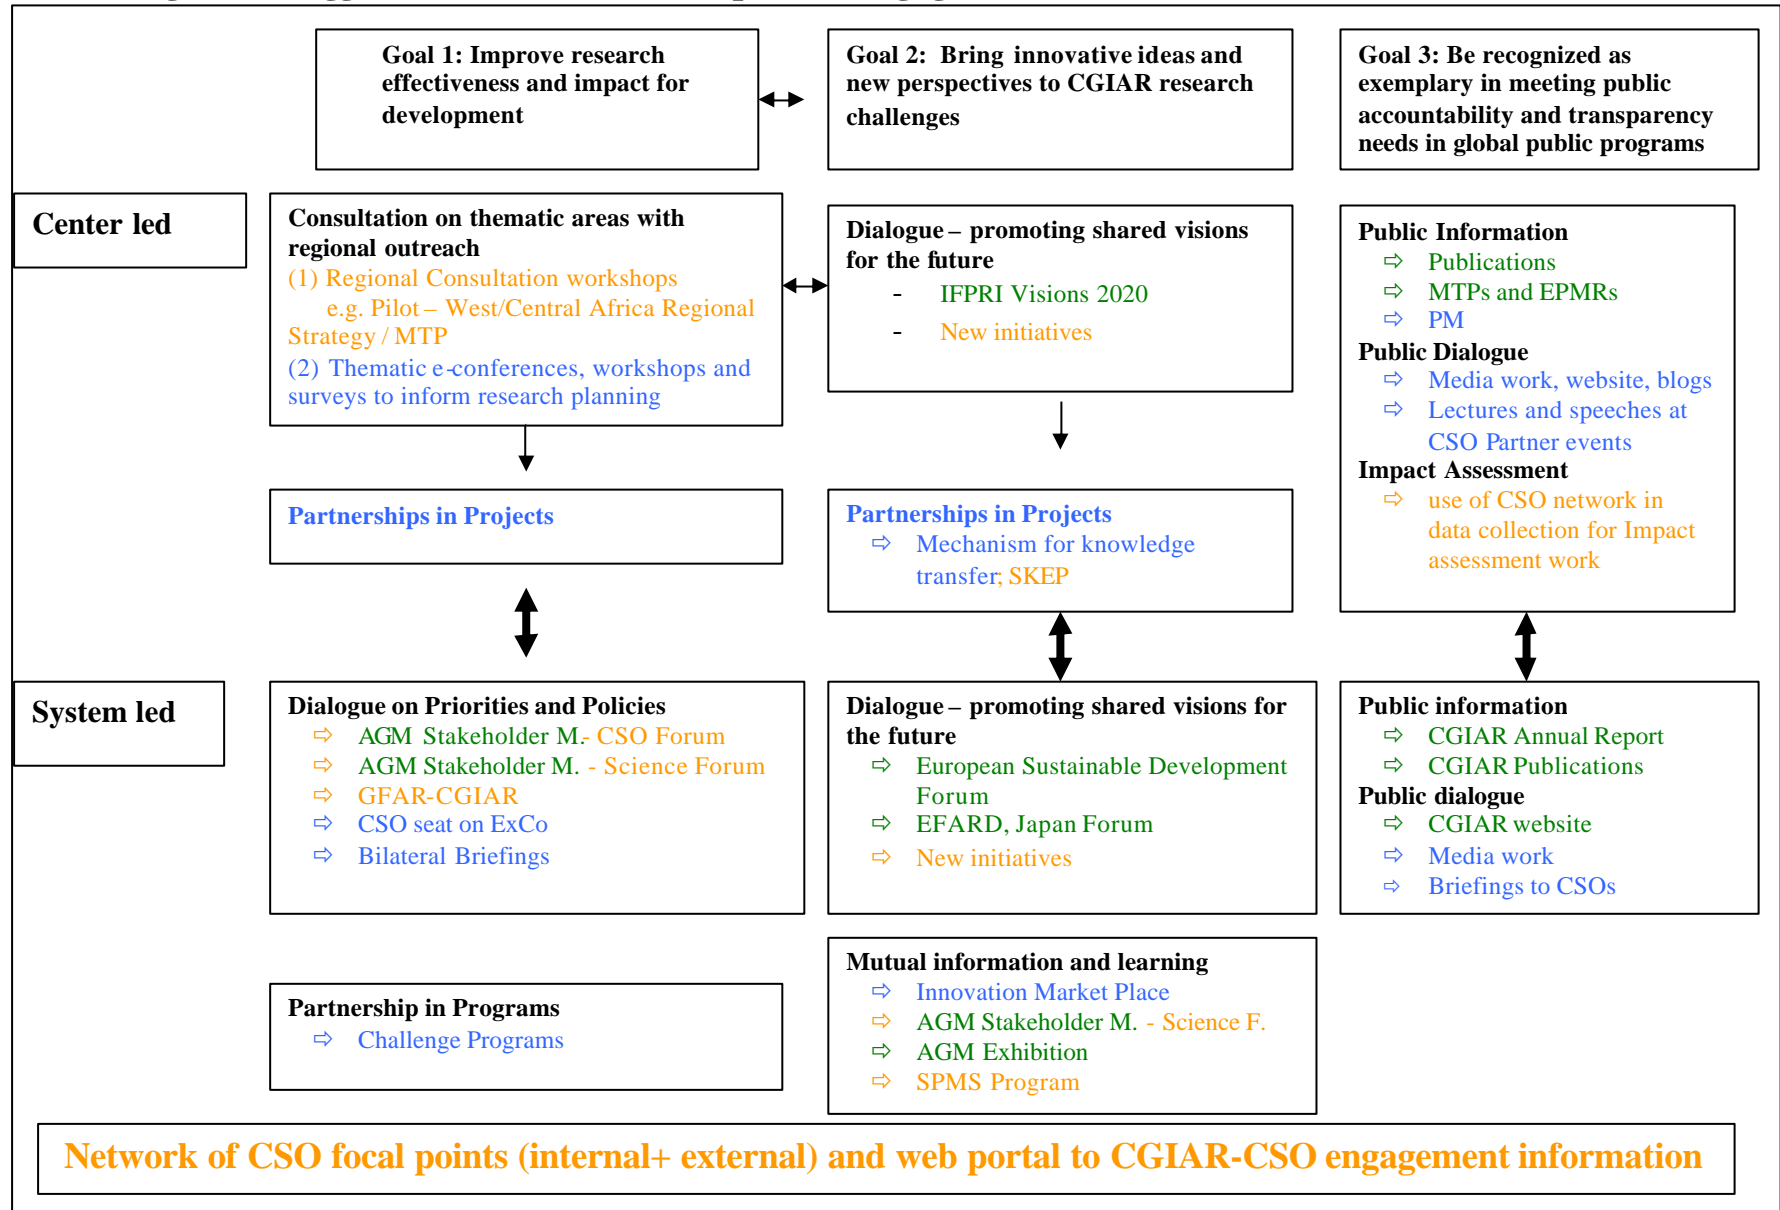 Goal 1: Improve research
effectiveness and impact for
development
Goal 2: Bring innovative ideas and
new perspectives to CGIAR research
challenges
Goal 3: Be recognized as
exemplary in meeting public
accountability and transparency
needs in global public programs
Center led
Consultation on thematic areas with
regional outreach
(1) Regional Consultation workshops
e.g. Pilot – West/Central Africa Regional
Strategy / MTP
(2) Thematic e-conferences, workshops and
surveys to inform research planning
Dialogue – promoting shared visions
for the future
- IFPRI Visions 2020
- New initiatives
Public Information
⇨ Publications
⇨ MTPs and EPMRs
⇨ PM
Public Dialogue
⇨ Media work, website, blogs
⇨ Lectures and speeches at
CSO Partner events
Impact Assessment
⇨ use of CSO network in
data collection for Impact
assessment work
Partnerships in Projects
Partnerships in Projects
⇨ Mechanism for knowledge
transfer; SKEP
System led
Dialogue on Priorities and Policies
⇨ AGM Stakeholder M.- CSO Forum
⇨ AGM Stakeholder M. - Science Forum
⇨ GFAR-CGIAR
⇨ CSO seat on ExCo
⇨ Bilateral Briefings
Dialogue – promoting shared visions for
the future
⇨ European Sustainable Development
Forum
⇨ EFARD, Japan Forum
⇨ New initiatives
Public information
⇨ CGIAR Annual Report
⇨ CGIAR Publications
Public dialogue
⇨ CGIAR website
⇨ Media work
⇨ Briefings to CSOs
Partnership in Programs
⇨ Challenge Programs
Mutual information and learning
⇨ Innovation Market Place
⇨ AGM Stakeholder M. - Science F.
⇨ AGM Exhibition
⇨ SPMS Program
Network of CSO focal points (internal+ external) and web portal to CGIAR-CSO engagement information